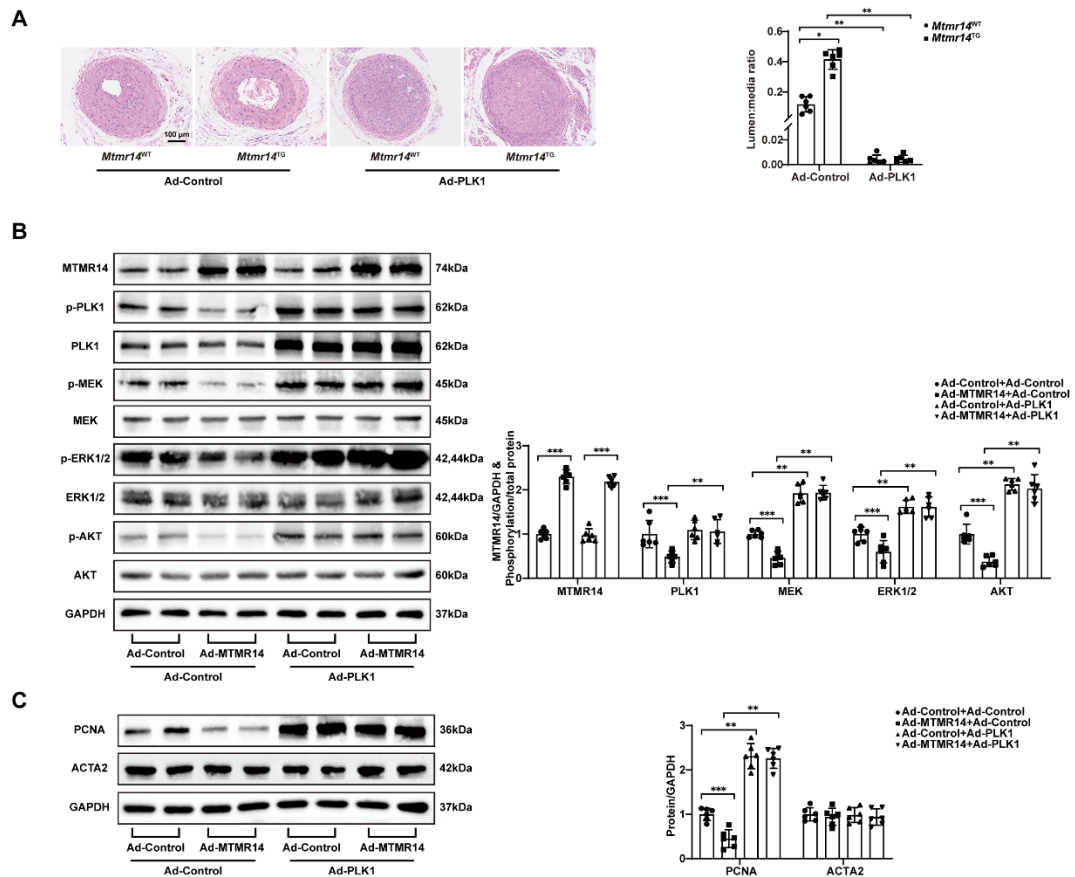 A
100 μm
Mtmr14WT Mtmr14TG Mtmr14WT Mtmr14TG
Ad-Control Ad-PLK1
** 
**
*
Mtmr14WT
Mtmr14TG
Lumen:media ratio
0.6
0.4
0.2
0.02
0.00
Ad-Control Ad-PLK1
B
MTMR14 74kDa
p-PLK1 62kDa
PLK1 62kDa
p-MEK 45kDa
MEK 45kDa
p-ERK1/2 42,44kDa
ERK1/2 42,44kDa
p-AKT 60kDa
AKT 60kDa
GAPDH 37kDa
Ad-Control Ad-MTMR14 Ad-Control Ad-MTMR14
Ad-Control Ad-PLK1
Ad-Control+Ad-Control
Ad-MTMR14+Ad-Control
Ad-Control+Ad-PLK1
Ad-MTMR14+Ad-PLK1
MTMR14/GAPDH &
Phosphorylation/total protein
3
2
1
0
*** *** *** ** *** ** ** *** ** ** *** ** **
MTMR14 PLK1 MEK ERK1/2 AKT
C
PCNA 36kDa
ACTA2 42kDa
GAPDH 37kDa
Ad-Control Ad-MTMR14 Ad-Control Ad-MTMR14
Ad-Control Ad-PLK1
Ad-Control+Ad-Control
Ad-MTMR14+Ad-Control
Ad-Control+Ad-PLK1
Ad-MTMR14+Ad-PLK1
Protein/GAPDH
3
2
1
0
**
**
***
PCNA ACTA2